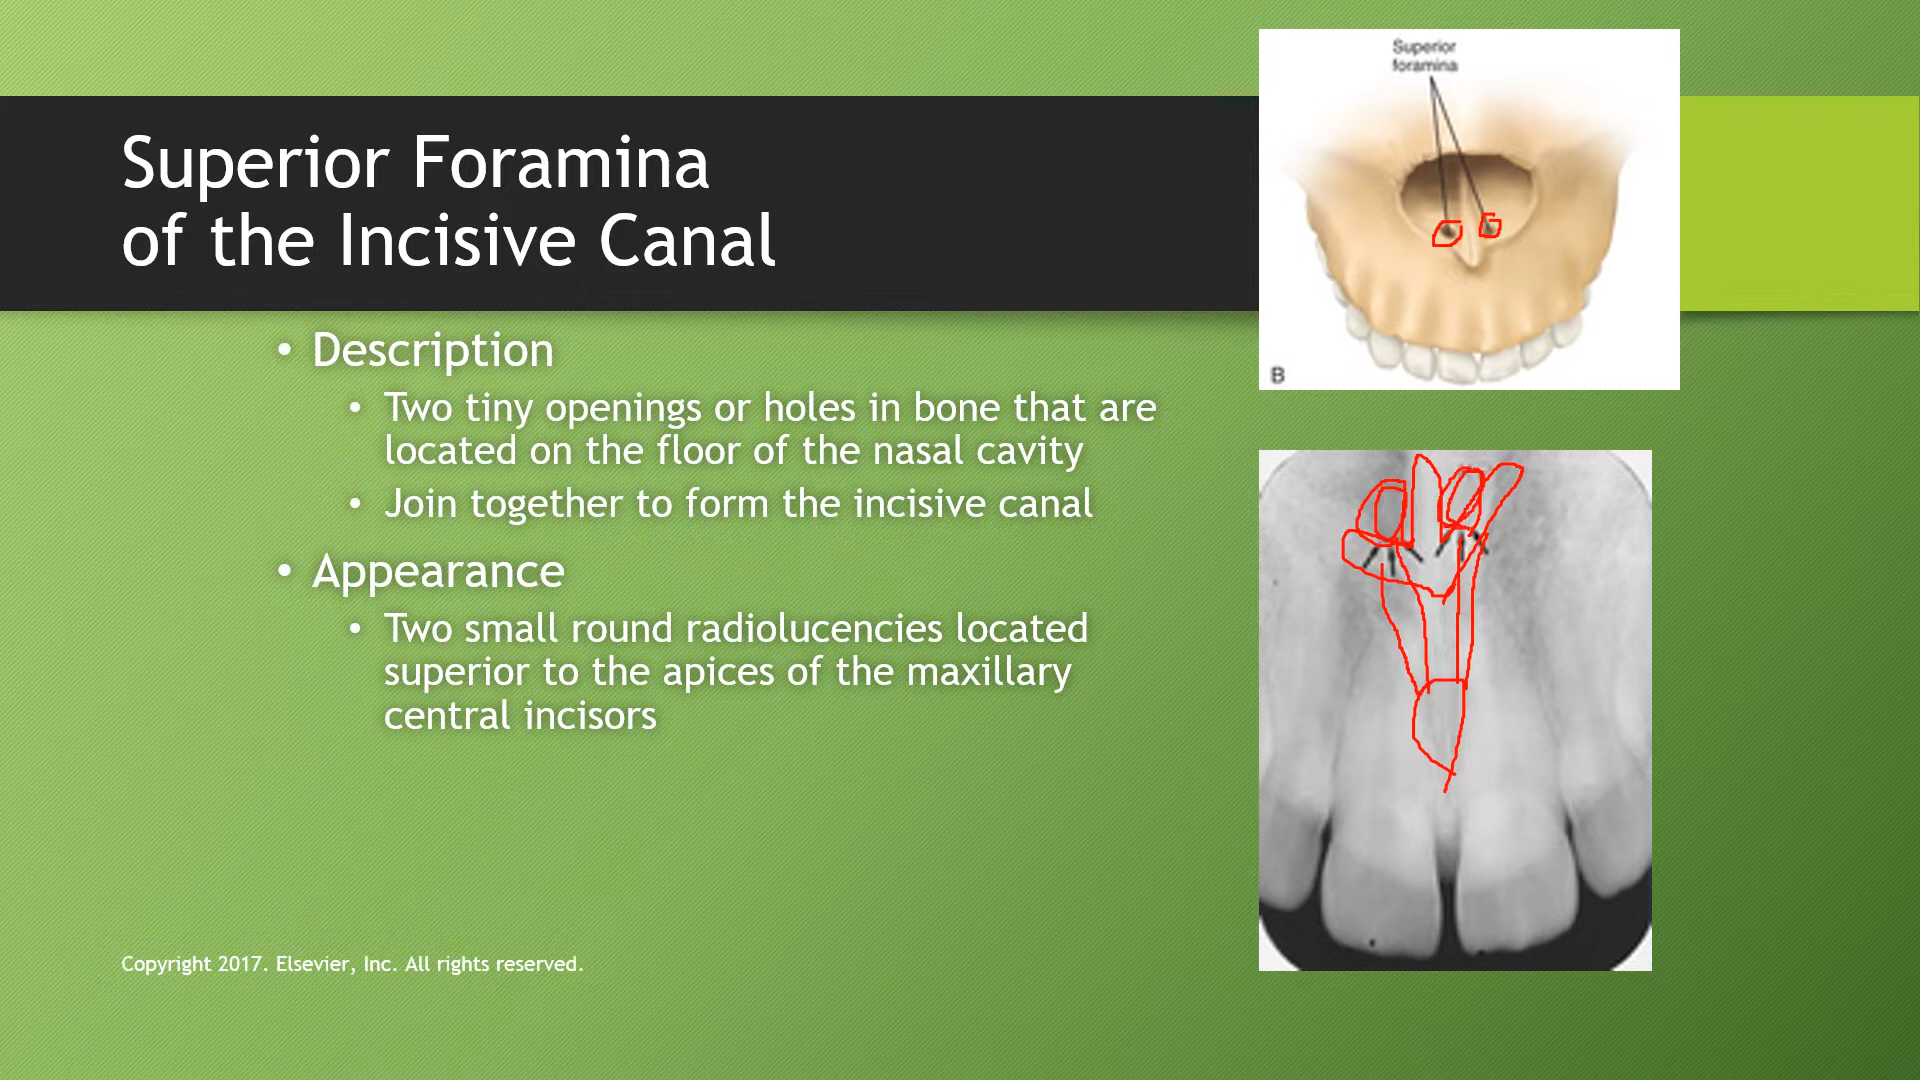 Superior Foramina
of the Incisive Canal
• Description
• Two tiny openings or holes in bone that are
located on the floor of the nasal cavity
• Join together to form the incisive canal
• Appearance
• Two small round radiolucencies located
superior to the apices of the maxillary
central incisors
Copyright 2017. Elsevier, Inc. All rights reserved.
Superior
foramina
B